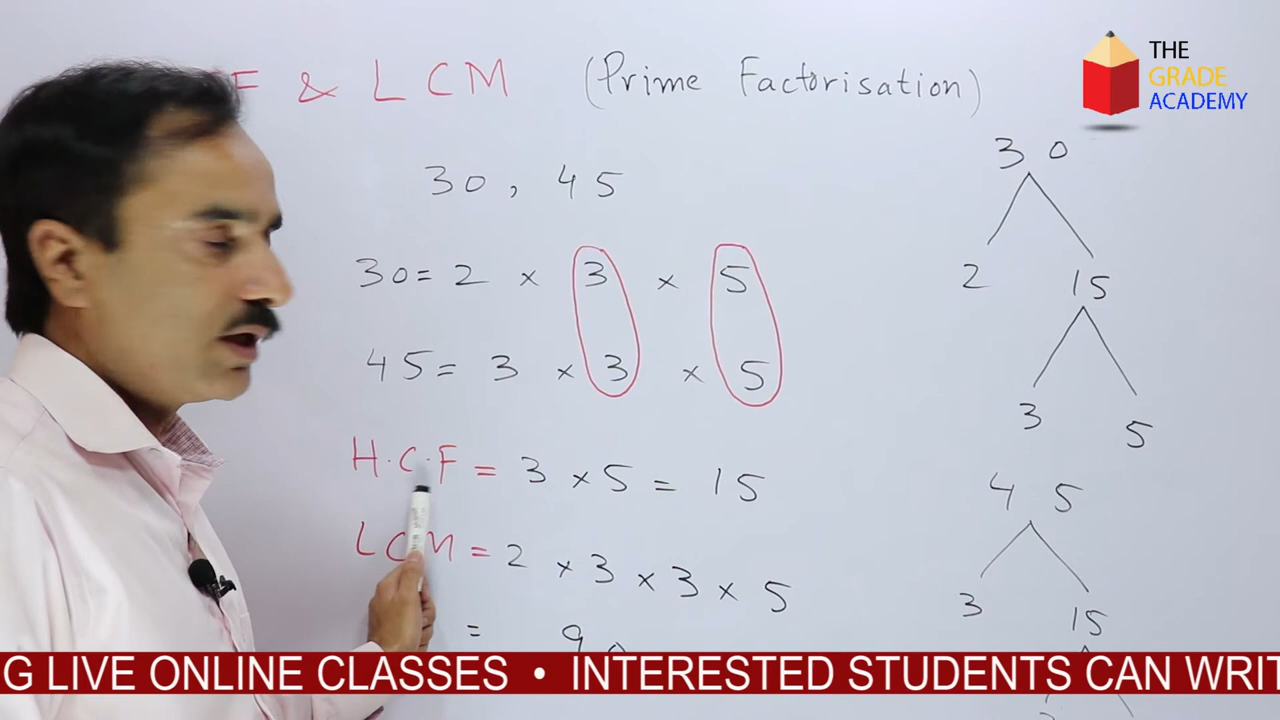 F & LCM (Prime Factorisation)
THE
GRADE
ACADEMY
30, 45
30 = 2 × 3 × 5
45 = 3 × 3 × 5
H.C.F = 3 × 5 = 15
LCM = 2 × 3 × 3 × 5
= 90
30
2 15
3 5
45
3 15
G LIVE ONLINE CLASSES • INTERESTED STUDENTS CAN WRIT